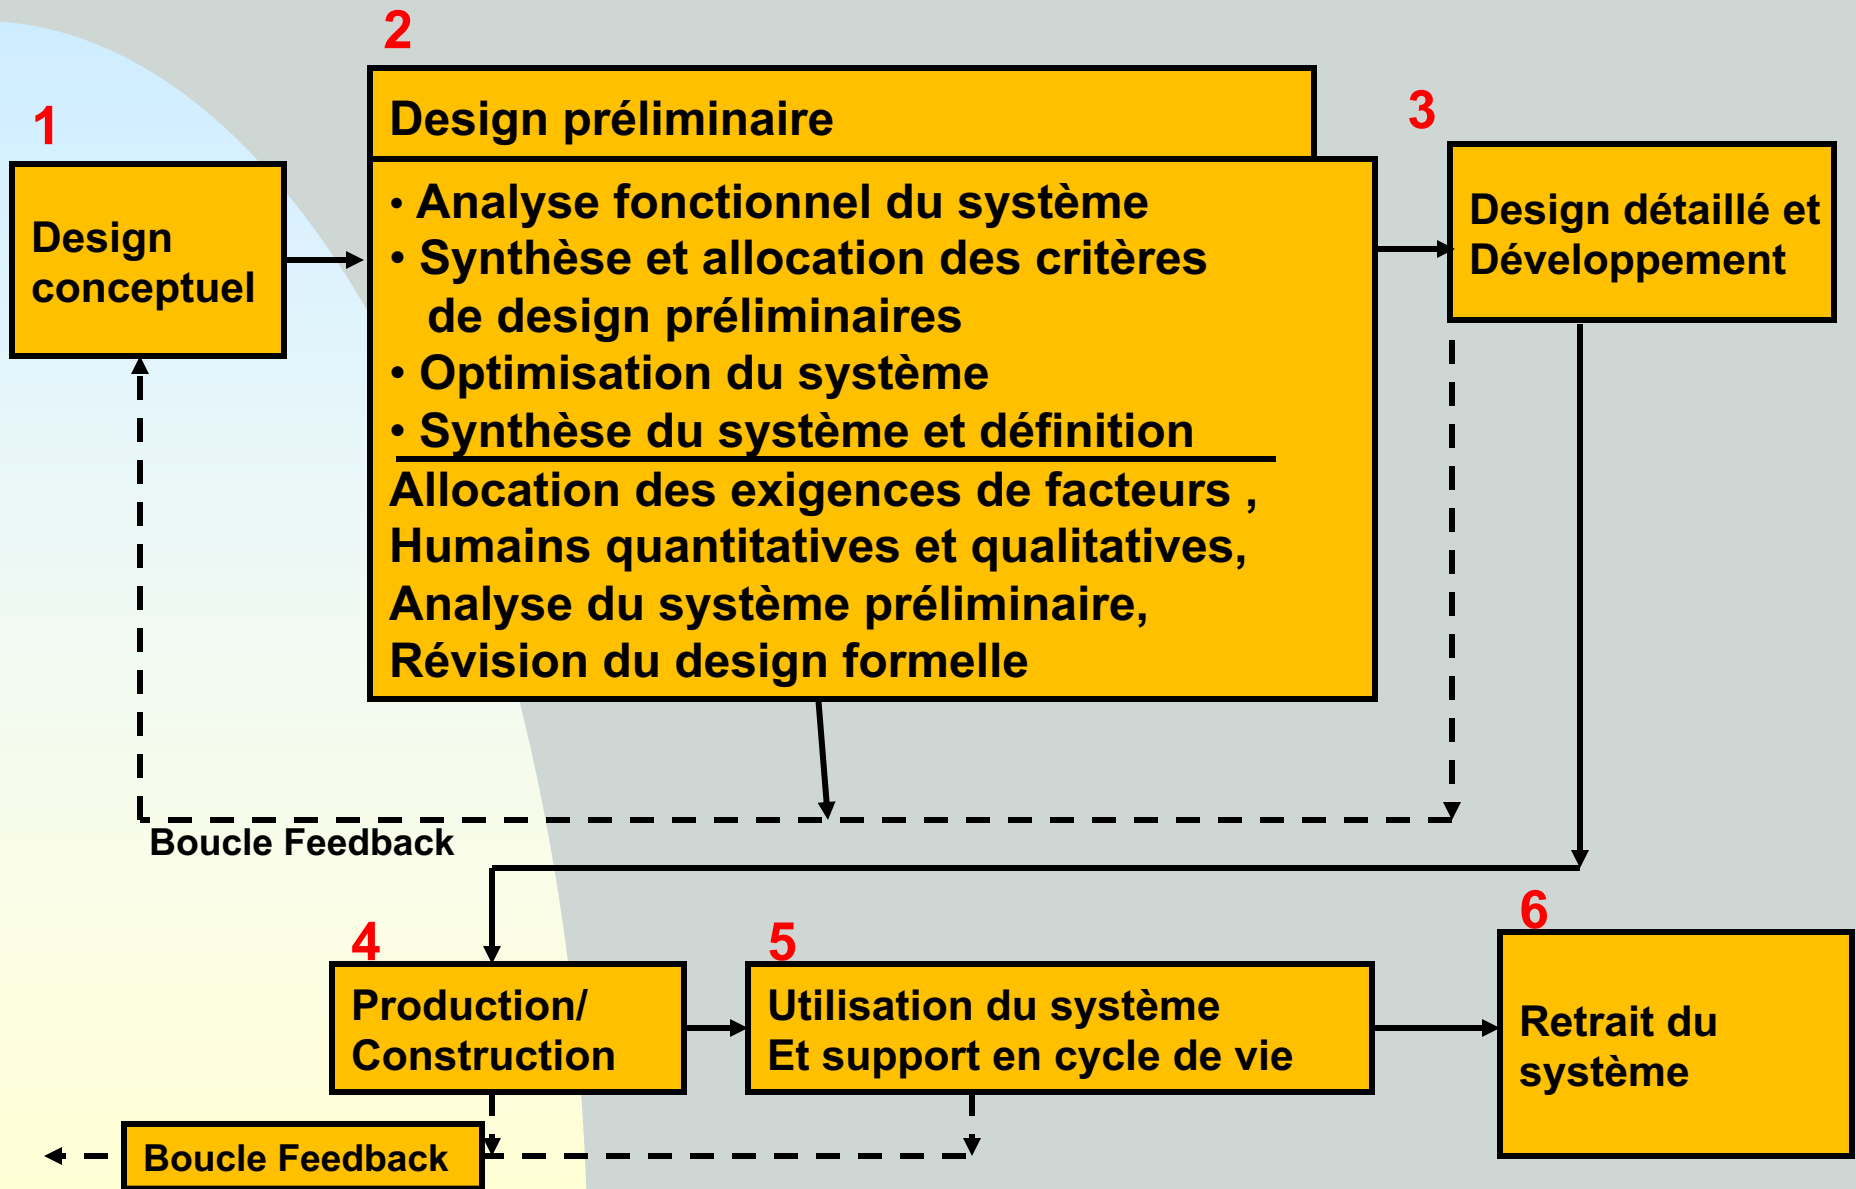 2
1
3
Design préliminaire
Design
conceptuel
• Analyse fonctionnel du système
• Synthèse et allocation des critères
de design préliminaires
• Optimisation du système
• Synthèse du système et définition
Allocation des exigences de facteurs ,
Humains quantitatives et qualitatives,
Analyse du système préliminaire,
Révision du design formelle
Design détaillé et
Développement
Boucle Feedback
4
5
6
Production/
Construction
Utilisation du système
Et support en cycle de vie
Retrait du
système
Boucle Feedback